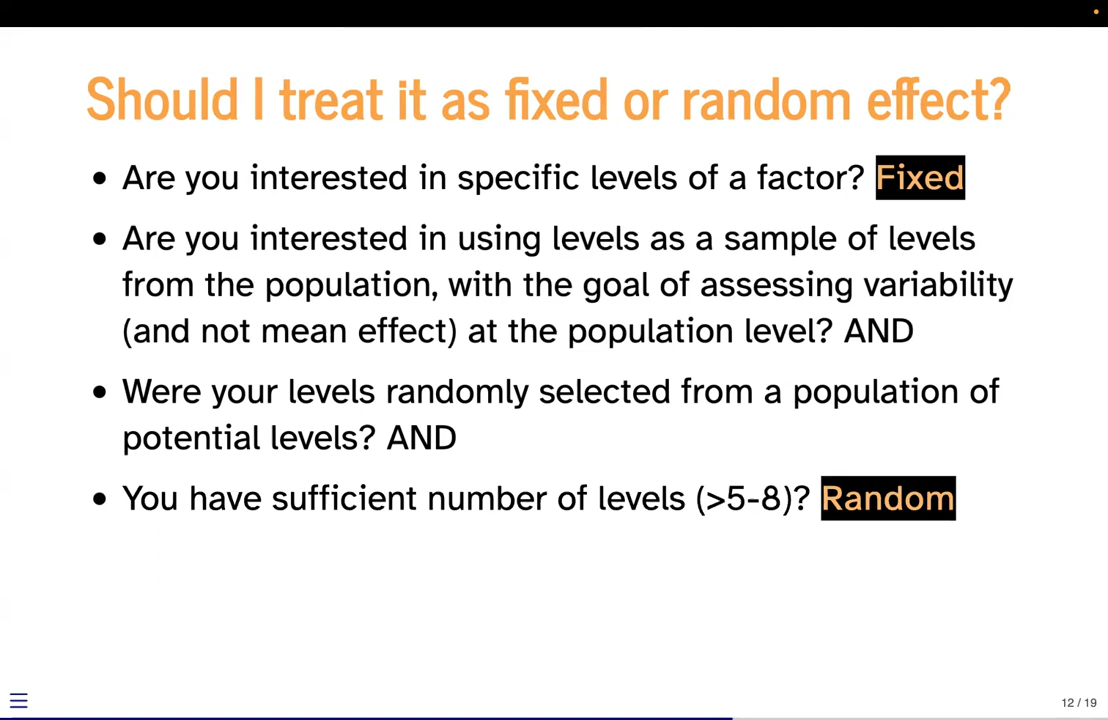 Should I treat it as fixed or random effect?
• Are you interested in specific levels of a factor? Fixed
• Are you interested in using levels as a sample of levels
from the population, with the goal of assessing variability
(and not mean effect) at the population level? AND
• Were your levels randomly selected from a population of
potential levels? AND
• You have sufficient number of levels (>5-8)? Random
12 / 19